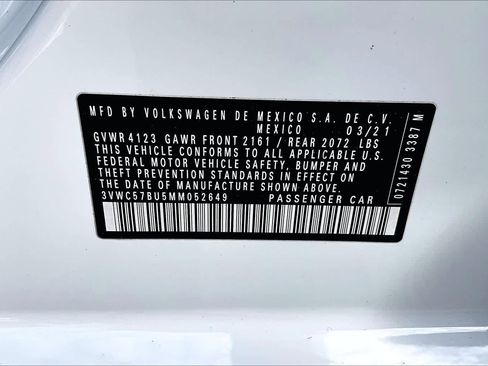 MFD BY VOLKSWAGEN DE MEXICO S.A. DE C.V.
MEXICO 03/21
GVWR 4123 GAWR FRONT 2161 / REAR 2072 LBS
THIS VEHICLE CONFORMS TO ALL APPLICABLE U.S.
FEDERAL MOTOR VEHICLE SAFETY, BUMPER AND
THEFT PREVENTION STANDARDS IN EFFECT ON
THE DATE OF MANUFACTURE SHOWN ABOVE.
3VWC57BU5MM052649 PASSENGER CAR
0721430 3387 M